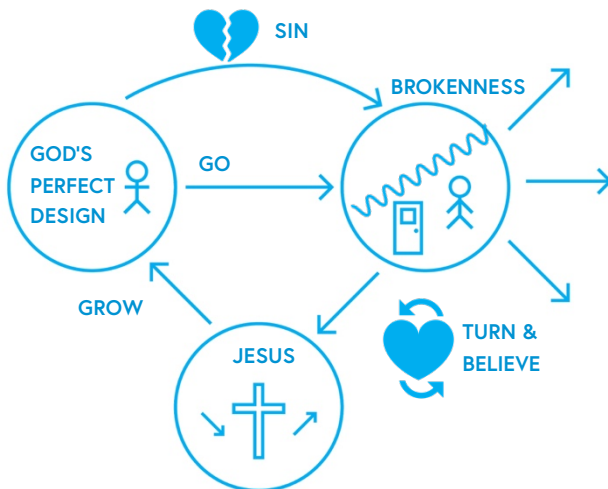 SIN
BROKENNESS
GOD'S
PERFECT
DESIGN
GO
GROW
JESUS
TURN &
BELIEVE